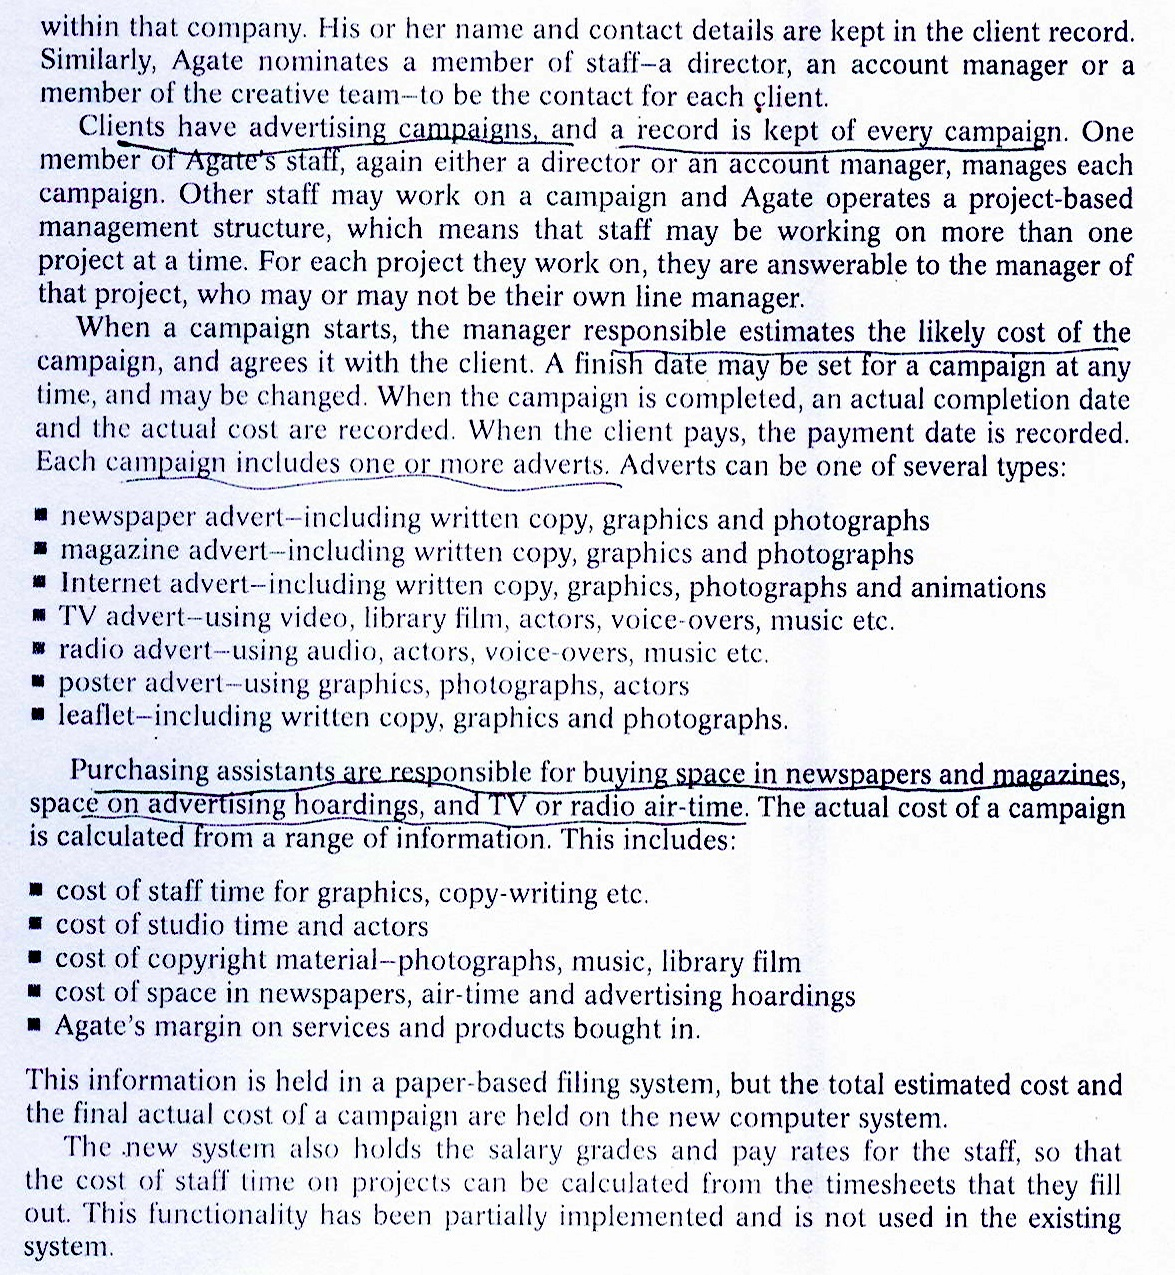 within that company. His or her name and contact details are kept in the client record.
Similarly, Agate nominates a member of staff—a director, an account manager or a
member of the creative team—to be the contact for each client.
Clients have advertising campaigns, and a record is kept of every campaign. One
member of Agate's staff, again either a director or an account manager, manages each
campaign. Other staff may work on a campaign and Agate operates a project-based
management structure, which means that staff may be working on more than one
project at a time. For each project they work on, they are answerable to the manager of
that project, who may or may not be their own line manager.
When a campaign starts, the manager responsible estimates the likely cost of the
campaign, and agrees it with the client. A finish date may be set for a campaign at any
time, and may be changed. When the campaign is completed, an actual completion date
and the actual cost are recorded. When the client pays, the payment date is recorded.
Each campaign includes one or more adverts. Adverts can be one of several types:
■ newspaper advert—including written copy, graphics and photographs
■ magazine advert—including written copy, graphics and photographs
■ Internet advert—including written copy, graphics, photographs and animations
■ TV advert—using video, library film, actors, voice-overs, music etc.
■ radio advert—using audio, actors, voice-overs, music etc.
■ poster advert—using graphics, photographs, actors
■ leaflet—including written copy, graphics and photographs.
Purchasing assistants are responsible for buying space in newspapers and magazines,
space on advertising hoardings, and TV or radio air-time. The actual cost of a campaign
is calculated from a range of information. This includes:
■ cost of staff time for graphics, copy-writing etc.
■ cost of studio time and actors
■ cost of copyright material—photographs, music, library film
■ cost of space in newspapers, air-time and advertising hoardings
■ Agate's margin on services and products bought in.
This information is held in a paper-based filing system, but the total estimated cost and
the final actual cost of a campaign are held on the new computer system.
The new system also holds the salary grades and pay rates for the staff, so that
the cost of staff time on projects can be calculated from the timesheets that they fill
out. This functionality has been partially implemented and is not used in the existing
system.